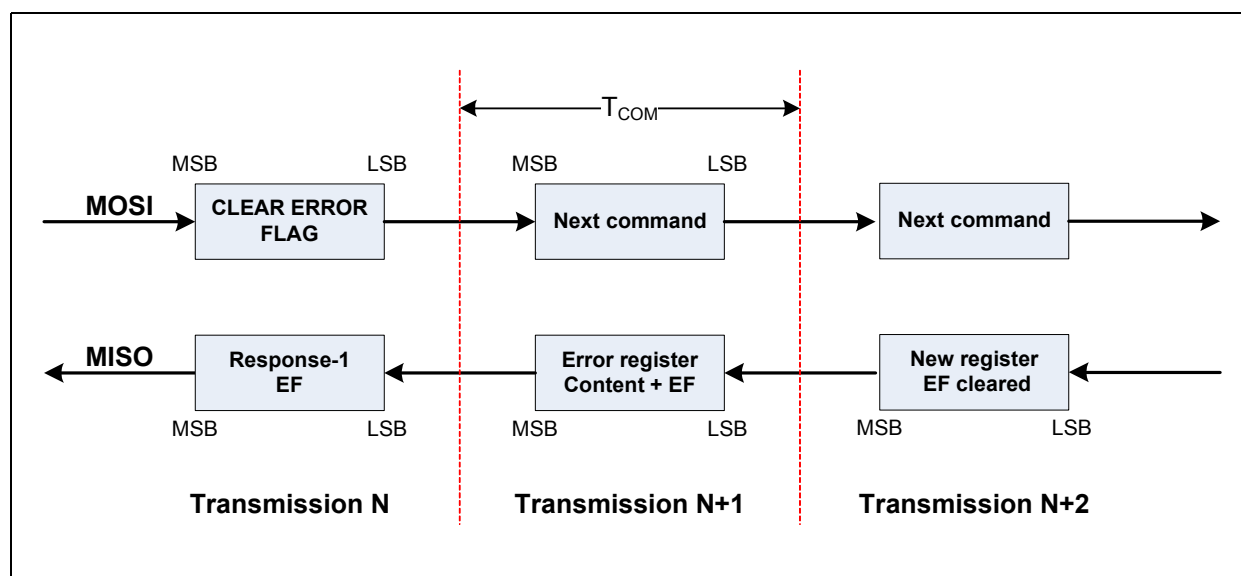 TCOM
MSB LSB MSB LSB
MOSI CLEAR ERROR
FLAG
Next command
Next command
MISO Response-1
EF
Error register
Content + EF
New register
EF cleared
MSB LSB MSB LSB MSB LSB
Transmission N Transmission N+1 Transmission N+2